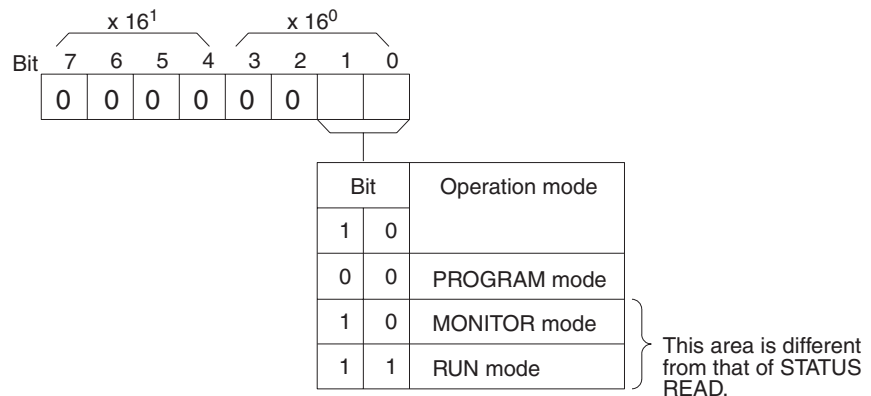 x 16¹ x 16⁰
Bit 7 6 5 4 3 2 1 0
0 0 0 0 0 0
Bit Operation mode
1 0
0 0 PROGRAM mode
1 0 MONITOR mode
1 1 RUN mode
This area is different
from that of STATUS
READ.